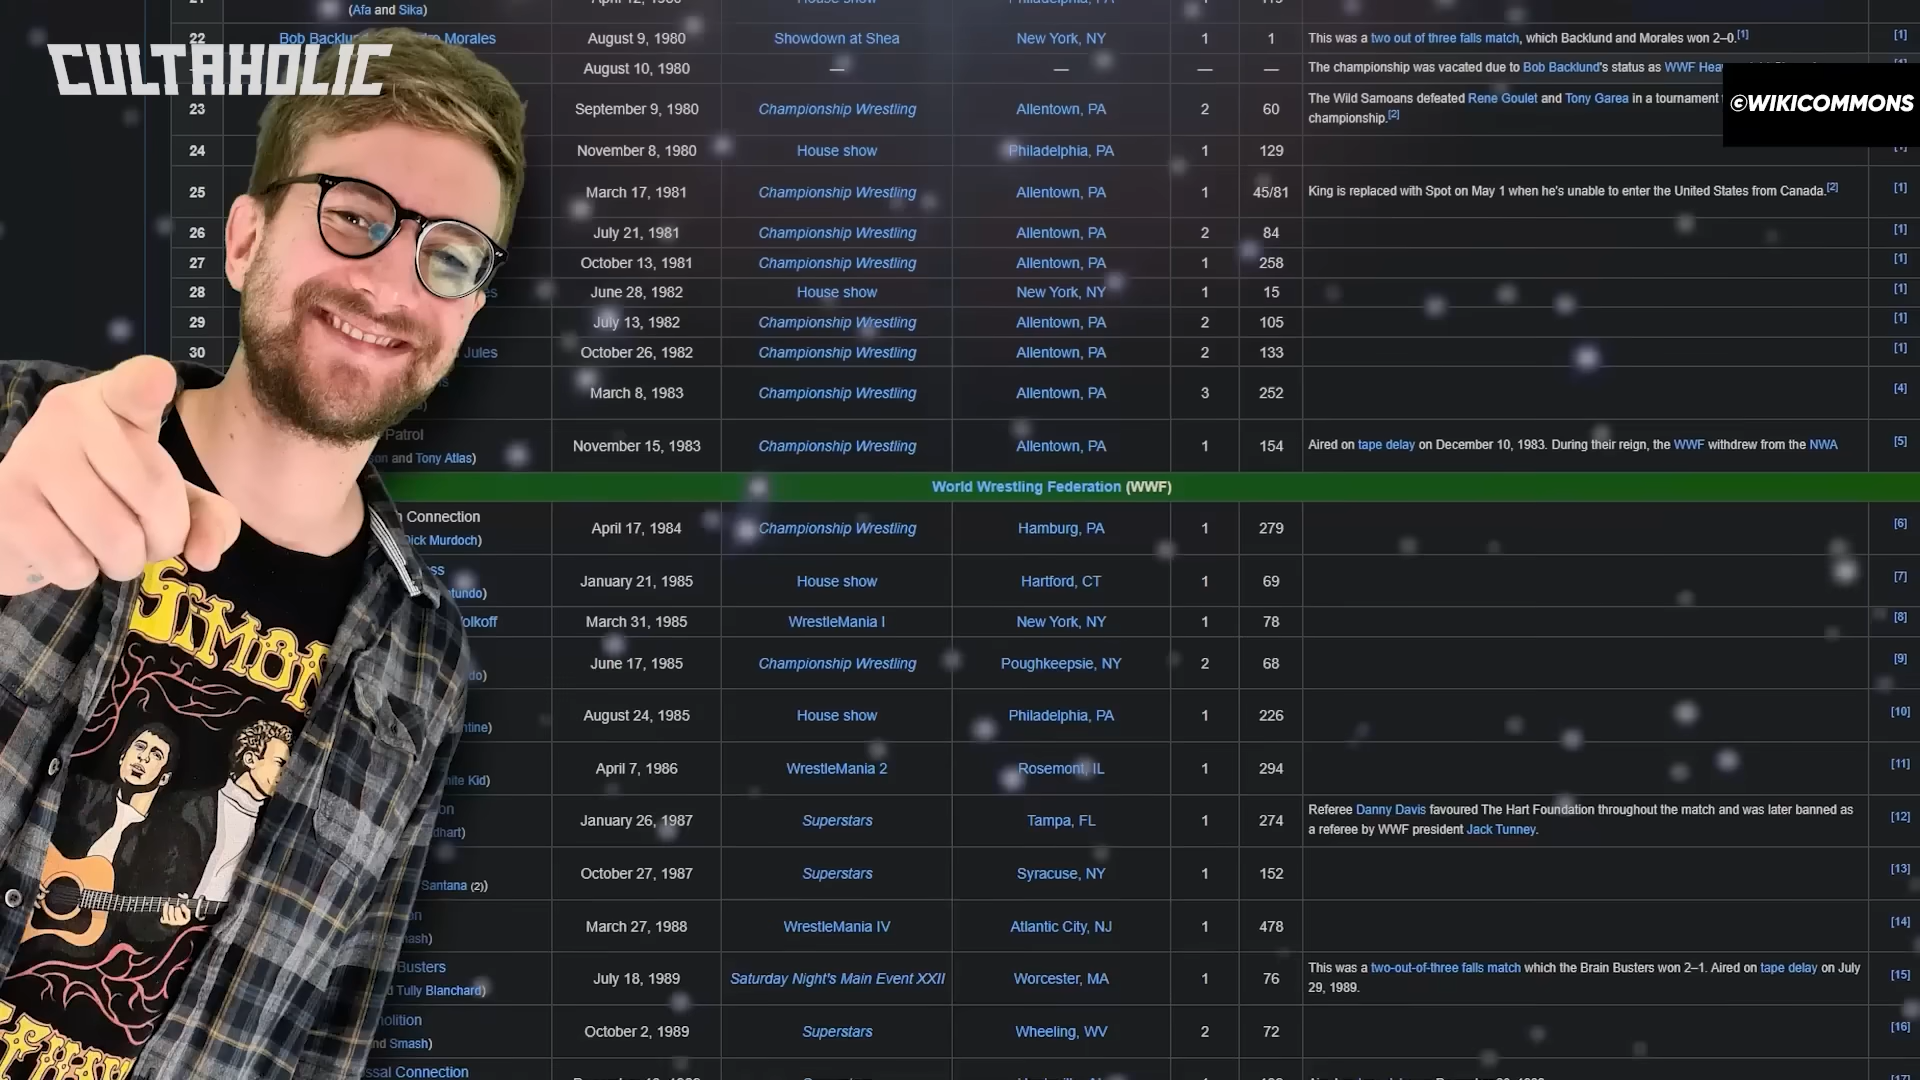 (Afa and Sika)
22 Bob Morales August 9, 1980 Showdown at Shea New York, NY 1 1 This was a two out of three falls match, which Backlund and Morales won 2–0.[1] [1]
CULTAHOLIC
August 10, 1980 — — — — The championship was vacated due to Bob Backlund's status as WWF
©WIKICOMMONS
23 September 9, 1980 Championship Wrestling Allentown, PA 2 60 The Wild Samoans defeated Rene Goulet and Tony Garea in a tournament
championship.[2]
24 November 8, 1980 House show Philadelphia, PA 1 129
25 March 17, 1981 Championship Wrestling Allentown, PA 1 45/81 King is replaced with Spot on May 1 when he's unable to enter the United States from Canada.[2] [1]
26 July 21, 1981 Championship Wrestling Allentown, PA 2 84 [1]
27 October 13, 1981 Championship Wrestling Allentown, PA 1 258 [1]
28 June 28, 1982 House show New York, NY 1 15 [1]
29 July 13, 1982 Championship Wrestling Allentown, PA 2 105 [1]
30 Jules October 26, 1982 Championship Wrestling Allentown, PA 2 133 [1]
March 8, 1983 Championship Wrestling Allentown, PA 3 252 [4]
Patrol
and Tony Atlas) November 15, 1983 Championship Wrestling Allentown, PA 1 154 Aired on tape delay on December 10, 1983. During their reign, the WWF withdrew from the NWA [5]
World Wrestling Federation (WWF)
Connection
Dick Murdoch) April 17, 1984 Championship Wrestling Hamburg, PA 1 279 [6]
January 21, 1985 House show Hartford, CT 1 69 [7]
March 31, 1985 WrestleMania I New York, NY 1 78 [8]
June 17, 1985 Championship Wrestling Poughkeepsie, NY 2 68 [9]
August 24, 1985 House show Philadelphia, PA 1 226 [10]
Kid) April 7, 1986 WrestleMania 2 Rosemont, IL 1 294 [11]
January 26, 1987 Superstars Tampa, FL 1 274 Referee Danny Davis favoured The Hart Foundation throughout the match and was later banned as
a referee by WWF president Jack Tunney. [12]
Santana (2)) October 27, 1987 Superstars Syracuse, NY 1 152 [13]
March 27, 1988 WrestleMania IV Atlantic City, NJ 1 478 [14]
Busters
Tully Blanchard) July 18, 1989 Saturday Night's Main Event XXII Worcester, MA 1 76 This was a two-out-of-three falls match which the Brain Busters won 2–1. Aired on tape delay on July
29, 1989. [15]
Smash) October 2, 1989 Superstars Wheeling, WV 2 72 [16]
Connection
SIMON